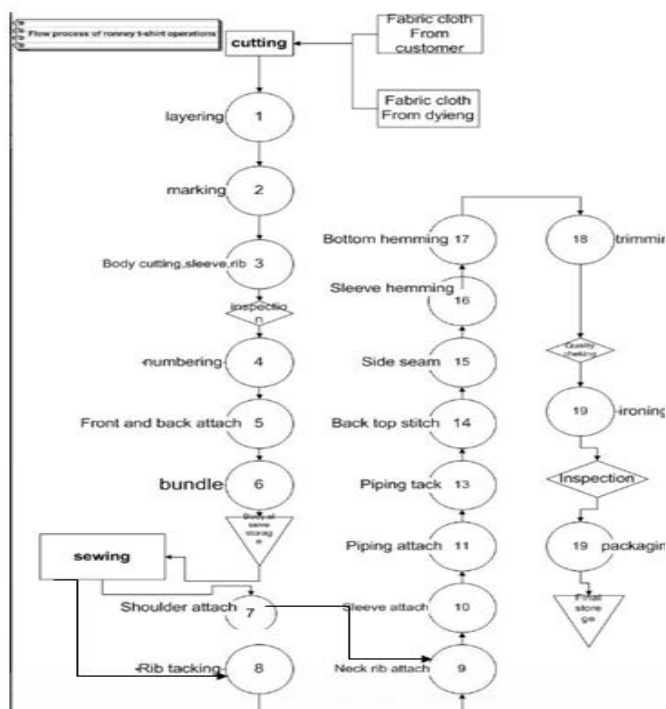 Flow process of ronney t-shirt operations
cutting
Fabric cloth
From
customer
Fabric cloth
From dyieng
layering
1
marking
2
Body cutting,sleeve,rib
3
inspectio
n
-numbering
4
Front and back attach
5
bundle
6
storag
e
sewing
Shoulder attach
7
-Rib tacking
8
Neck rib attach
9
Sleeve attach
10
Piping attach
11
Piping tack
13
Back top stitch
14
Side seam
15
Sleeve hemming
16
Bottom hemming
17
18
trimmin
Quality
cheking
19
-ironing
Inspection
19
packagin
Final
store
ge